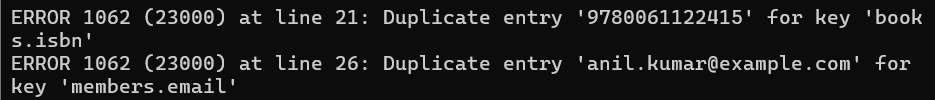 ERROR 1062 (23000) at line 21: Duplicate entry '9780061122415' for key 'book
s.isbn'
ERROR 1062 (23000) at line 26: Duplicate entry 'anil.kumar@example.com' for
key 'members.email'